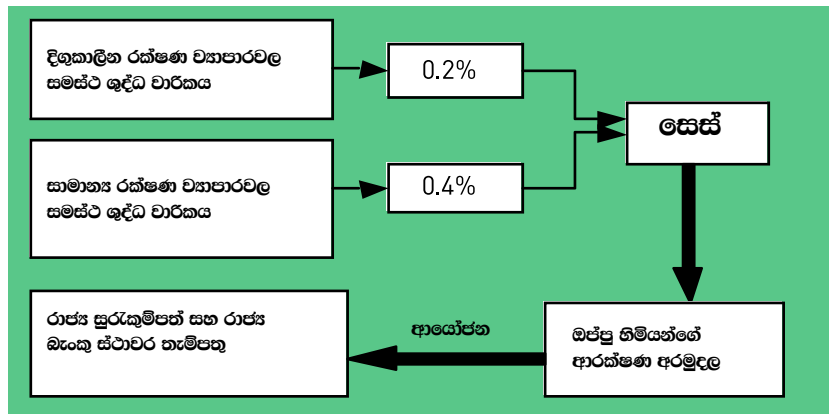 දිගුකාලීන රක්ෂණ ව්‍යාපාරවල
සමස්ථ ශුද්ධ වාරිකය
0.2%
සෙස්
සාමාන්‍ය රක්ෂණ ව්‍යාපාරවල
සමස්ථ ශුද්ධ වාරිකය
0.4%
රාජ්‍ය සුරැකුම්පත් සහ රාජ්‍ය
බැංකු ස්ථාවර තැම්පතු
ආයෝජන
ඔප්පු හිමියන්ගේ
ආරක්ෂණ අරමුදල